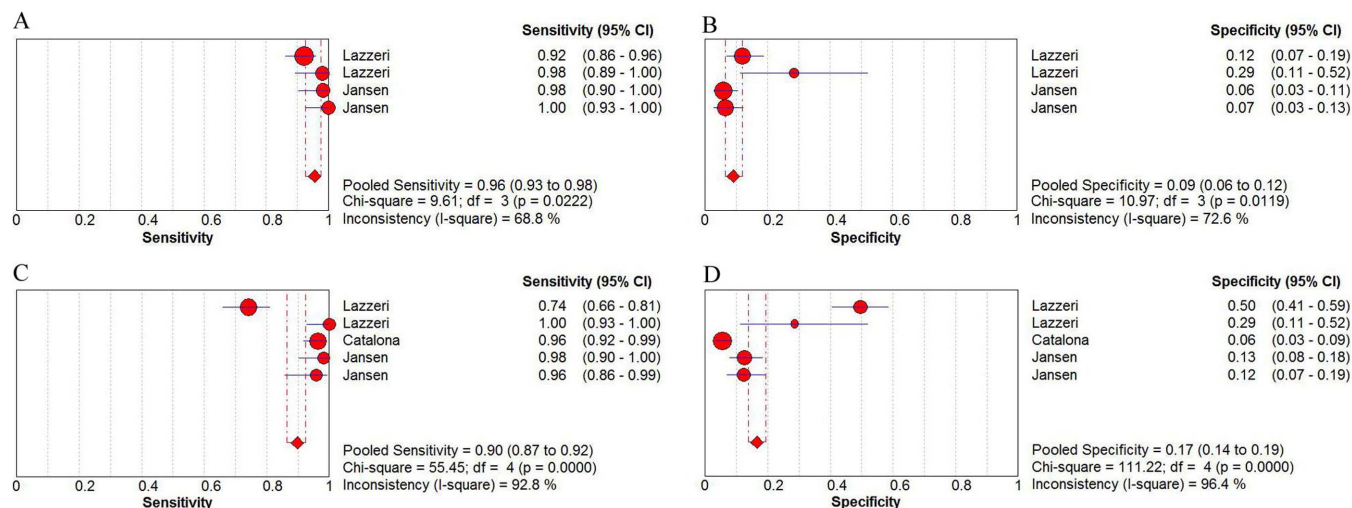 A
Sensitivity (95% CI)
Lazzeri 0.92 (0.86 - 0.96)
Lazzeri 0.98 (0.89 - 1.00)
Jansen 0.98 (0.90 - 1.00)
Jansen 1.00 (0.93 - 1.00)
Pooled Sensitivity = 0.96 (0.93 to 0.98)
Chi-square = 9.61; df = 3 (p = 0.0222)
Inconsistency (I-square) = 68.8 %
0 0.2 0.4 0.6 0.8 1
Sensitivity
B
Specificity (95% CI)
Lazzeri 0.12 (0.07 - 0.19)
Lazzeri 0.29 (0.11 - 0.52)
Jansen 0.06 (0.03 - 0.11)
Jansen 0.07 (0.03 - 0.13)
Pooled Specificity = 0.09 (0.06 to 0.12)
Chi-square = 10.97; df = 3 (p = 0.0119)
Inconsistency (I-square) = 72.6 %
0 0.2 0.4 0.6 0.8 1
Specificity
C
Sensitivity (95% CI)
Lazzeri 0.74 (0.66 - 0.81)
Lazzeri 1.00 (0.93 - 1.00)
Catalona 0.96 (0.92 - 0.99)
Jansen 0.98 (0.90 - 1.00)
Jansen 0.96 (0.86 - 0.99)
Pooled Sensitivity = 0.90 (0.87 to 0.92)
Chi-square = 55.45; df = 4 (p = 0.0000)
Inconsistency (I-square) = 92.8 %
0 0.2 0.4 0.6 0.8 1
Sensitivity
D
Specificity (95% CI)
Lazzeri 0.50 (0.41 - 0.59)
Lazzeri 0.29 (0.11 - 0.52)
Catalona 0.06 (0.03 - 0.09)
Jansen 0.13 (0.08 - 0.18)
Jansen 0.12 (0.07 - 0.19)
Pooled Specificity = 0.17 (0.14 to 0.19)
Chi-square = 111.22; df = 4 (p = 0.0000)
Inconsistency (I-square) = 96.4 %
0 0.2 0.4 0.6 0.8 1
Specificity